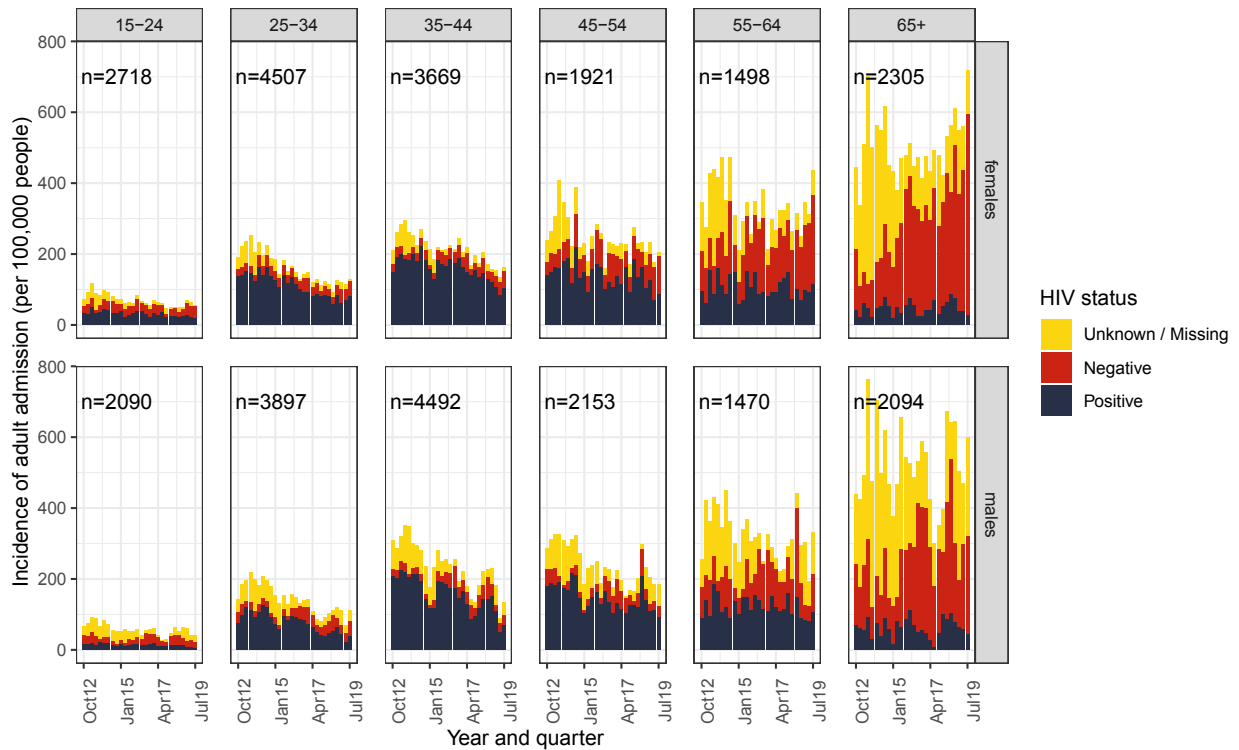 15−24 25−34 35−44 45−54 55−64 65+
Incidence of adult admission (per 100,000 people)
800
600
400
200
0
n=2718 n=4507 n=3669 n=1921 n=1498 n=2305
females
800
600
400
200
0
n=2090 n=3897 n=4492 n=2153 n=1470 n=2094
males
Oct12 Jan15 Apr17 Jul19 Oct12 Jan15 Apr17 Jul19 Oct12 Jan15 Apr17 Jul19 Oct12 Jan15 Apr17 Jul19 Oct12 Jan15 Apr17 Jul19 Oct12 Jan15 Apr17 Jul19
Year and quarter
HIV status
Unknown / Missing
Negative
Positive